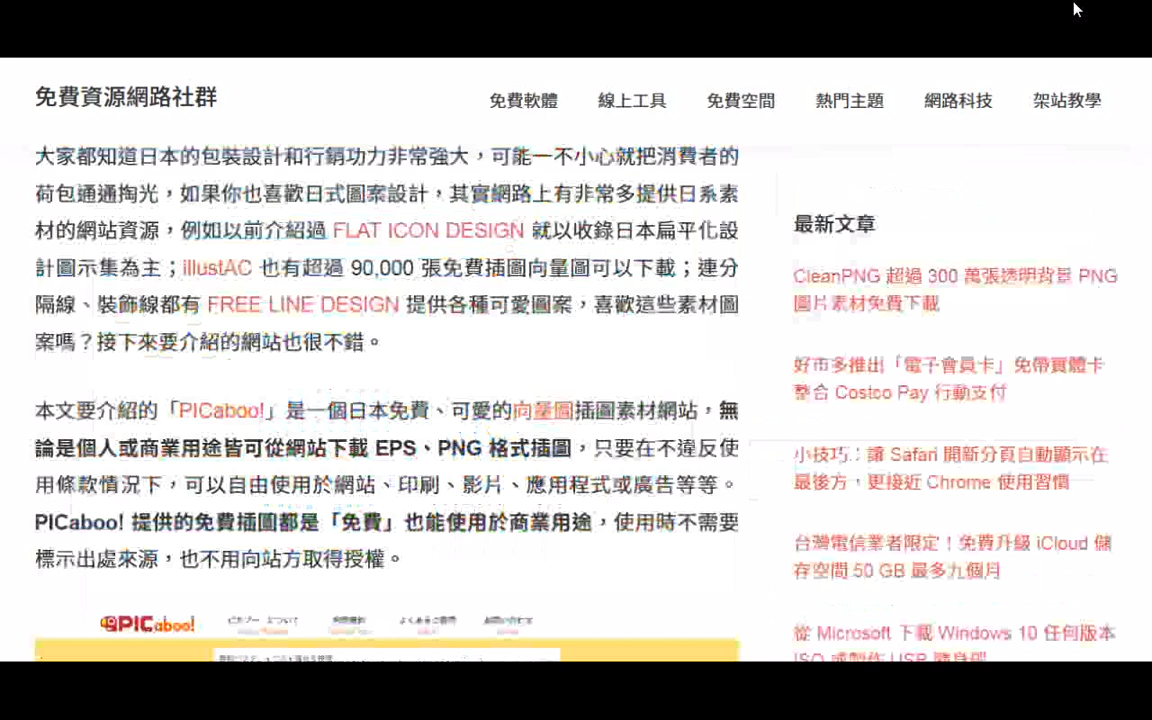 免費資源網路社群
免費軟體 線上工具 免費空間 熱門主題 網路科技 架站教學
大家都知道日本的包裝設計和行銷功力非常強大，可能一不小心就把消費者的
荷包通通掏光，如果你也喜歡日式圖案設計，其實網路上有非常多提供日系素
材的網站資源，例如以前介紹過 FLAT ICON DESIGN 就以收錄日本扁平化設
計圖示集為主；illustAC 也有超過 90,000 張免費插圖向量圖可以下載；連分
隔線、裝飾線都有 FREE LINE DESIGN 提供各種可愛圖案，喜歡這些素材圖
案嗎？接下來要介紹的網站也很不錯。
本文要介紹的「PICaboo!」是一個日本免費、可愛的向量圖插圖素材網站，無
論是個人或商業用途皆可從網站下載 EPS、PNG 格式插圖，只要在不違反使
用條款情況下，可以自由使用於網站、印刷、影片、應用程式或廣告等等。
PICaboo! 提供的免費插圖都是「免費」也能使用於商業用途，使用時不需要
標示出處來源，也不用向站方取得授權。
PICaboo!
よくあるご質問
最新文章
CleanPNG 超過 300 萬張透明背景 PNG
圖片素材免費下載
好市多推出「電子會員卡」免帶實體卡
整合 Costco Pay 行動支付
小技巧：讓 Safari 開新分頁自動顯示在
最後方，更接近 Chrome 使用習慣
台灣電信業者限定！免費升級 iCloud 儲
存空間 50 GB 最多九個月
從 Microsoft 下載 Windows 10 任何版本